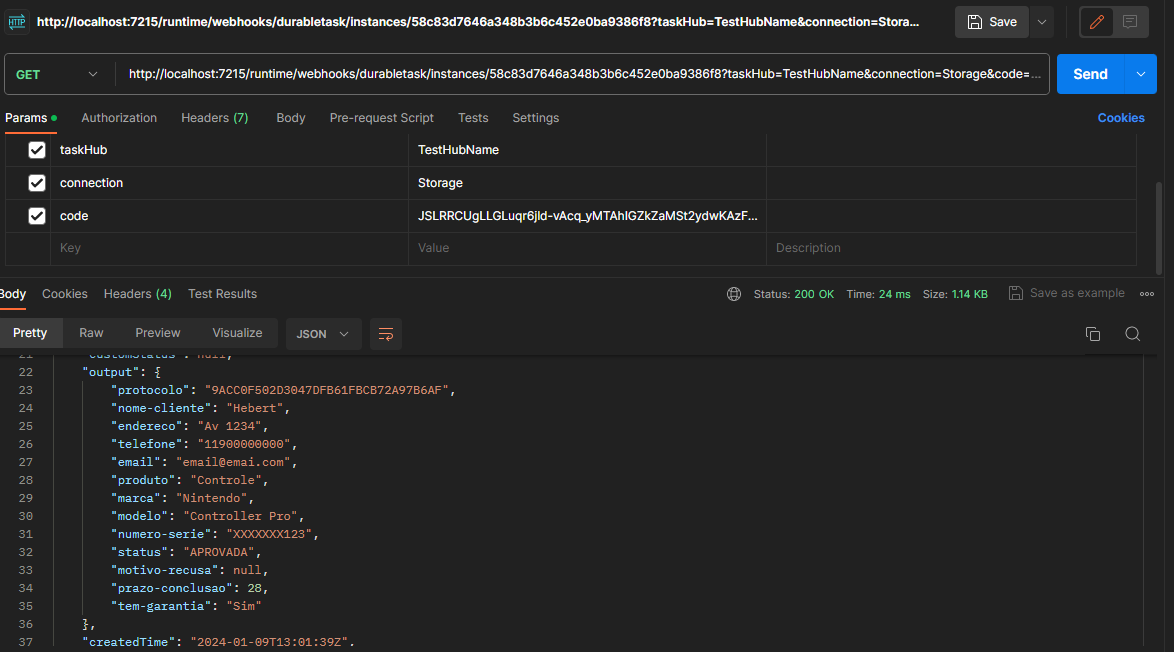 HTTP http://localhost:7215/runtime/webhooks/durabletask/instances/58c83d7646a348b3b6c452e0ba9386f8?taskHub=TestHubName&connection=Stora... Save
GET http://localhost:7215/runtime/webhooks/durabletask/instances/58c83d7646a348b3b6c452e0ba9386f8?taskHub=TestHubName&connection=Storage&code=... Send
Params Authorization Headers (7) Body Pre-request Script Tests Settings Cookies
taskHub TestHubName
connection Storage
code JSLRRCUgLLGLuqr6jld-vAcq_yMTAhlGZkZaMSt2ydwKAzF...
Key Value Description
Body Cookies Headers (4) Test Results Status: 200 OK Time: 24 ms Size: 1.14 KB Save as example
Pretty Raw Preview Visualize JSON
21 "customStatus": null,
22 "output": {
23 "protocolo": "9ACC0F502D3047DFB61FBCB72A97B6AF",
24 "nome-cliente": "Hebert",
25 "endereco": "Av 1234",
26 "telefone": "11900000000",
27 "email": "email@emai.com",
28 "produto": "Controle",
29 "marca": "Nintendo",
30 "modelo": "Controller Pro",
31 "numero-serie": "XXXXXXX123",
32 "status": "APROVADA",
33 "motivo-recusa": null,
34 "prazo-conclusao": 28,
35 "tem-garantia": "Sim"
36 },
37 "createdTime": "2024-01-09T13:01:39Z",